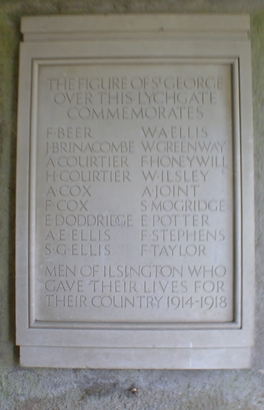 THE FIGURE OF ST GEORGE
OVER THIS LYCHGATE
COMMEMORATES
F·BEER W·A·ELLIS
J·BRINACOMBE W·GREENWAY
A·COURTIER F·HONEYWILL
H·COURTIER W·ILSLEY
A·COX A·JOINT
F·COX S·MOGRIDGE
E·DODDRIDGE E·POTTER
A·E·ELLIS F·STEPHENS
S·G·ELLIS F·TAYLOR
MEN OF ILSINGTON WHO
GAVE THEIR LIVES FOR
THEIR COUNTRY 1914-1918